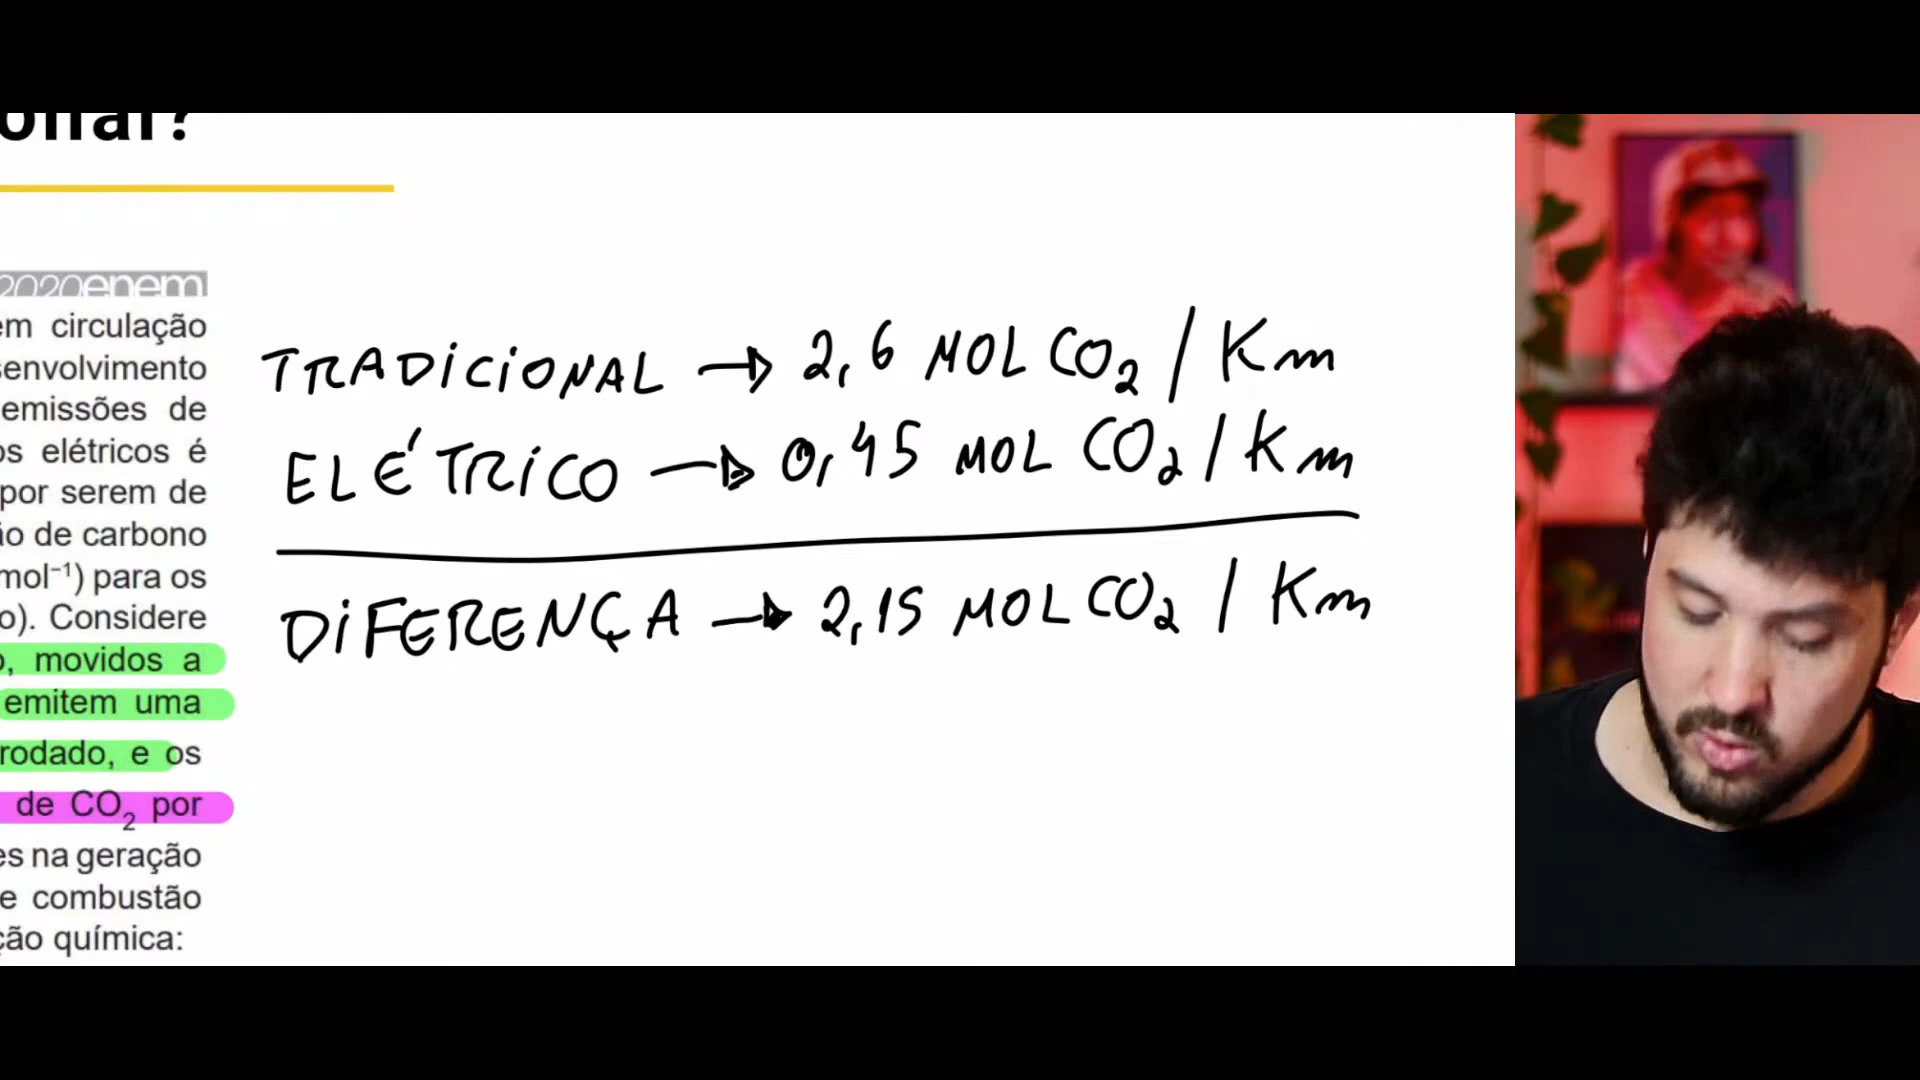 onal?
2020enem
em circulação
senvolvimento
emissões de
os elétricos é
por serem de
ão de carbono
mol⁻¹) para os
o). Considere
o, movidos a
emitem uma
rodado, e os
de CO₂ por
es na geração
e combustão
ção química:
TRADICIONAL → 2,6 MOL CO₂ / Km
ELÉTRICO → 0,45 MOL CO₂ / Km
DIFERENÇA → 2,15 MOL CO₂ / Km